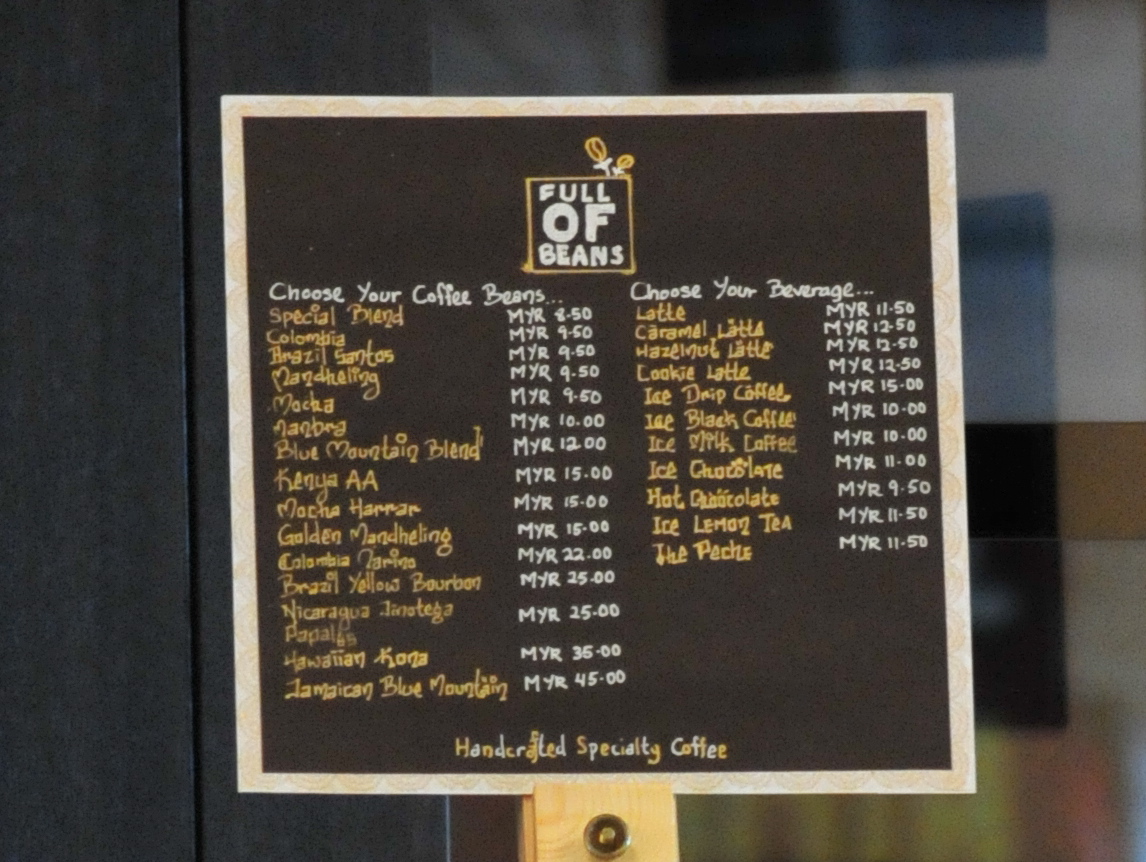 FULL
OF
BEANS
Choose Your Coffee Beans...
Special Blend MYR 8.50
Colombia MYR 9.50
Brazil Santos MYR 9.50
Mandheling MYR 9.50
Mocha MYR 9.50
MYR 10.00
Blue Mountain Blend MYR 12.00
Kenya AA MYR 15.00
Mocha Harrar MYR 15.00
Golden Mandheling MYR 15.00
Colombia Narino MYR 22.00
Brazil Yellow Bourbon MYR 25.00
Nicaragua Jinotega MYR 25.00
Hawaiian Kona MYR 35.00
Jamaican Blue Mountain MYR 45.00
Choose Your Beverage...
Latte MYR 11.50
Caramel Latte MYR 12.50
Hazelnut Latte MYR 12.50
Cookie Latte MYR 12.50
Ice Drip Coffee MYR 15.00
Ice Black Coffee MYR 10.00
Ice Milk Coffee MYR 10.00
Ice Chocolate MYR 11.00
Hot Chocolate MYR 9.50
Ice Lemon Tea MYR 11.50
The Peche MYR 11.50
Handcrafted Specialty Coffee